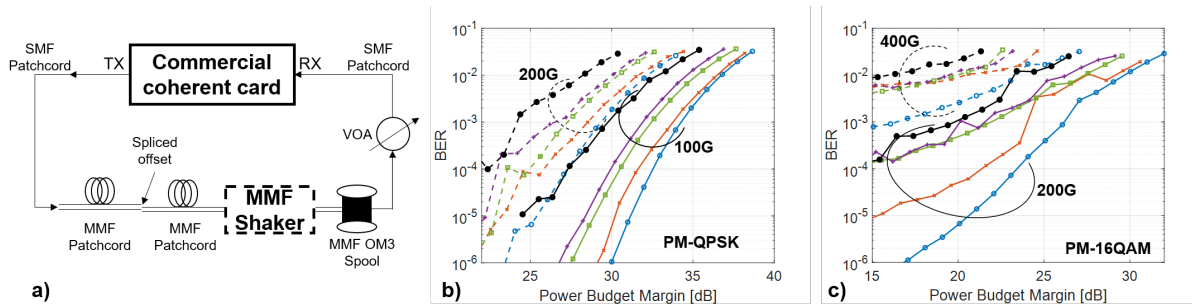 SMF
Patchcord
TX
Commercial
coherent card
RX
SMF
Patchcord
VOA
Spliced
offset
MMF
Patchcord
MMF
Patchcord
MMF
Shaker
MMF OM3
Spool
a)
b)
10-1
10-2
10-3
10-4
10-5
10-6
BER
200G
100G
PM-QPSK
25
30
35
40
Power Budget Margin [dB]
c)
10-1
10-2
10-3
10-4
10-5
10-6
BER
400G
200G
PM-16QAM
15
20
25
30
Power Budget Margin [dB]